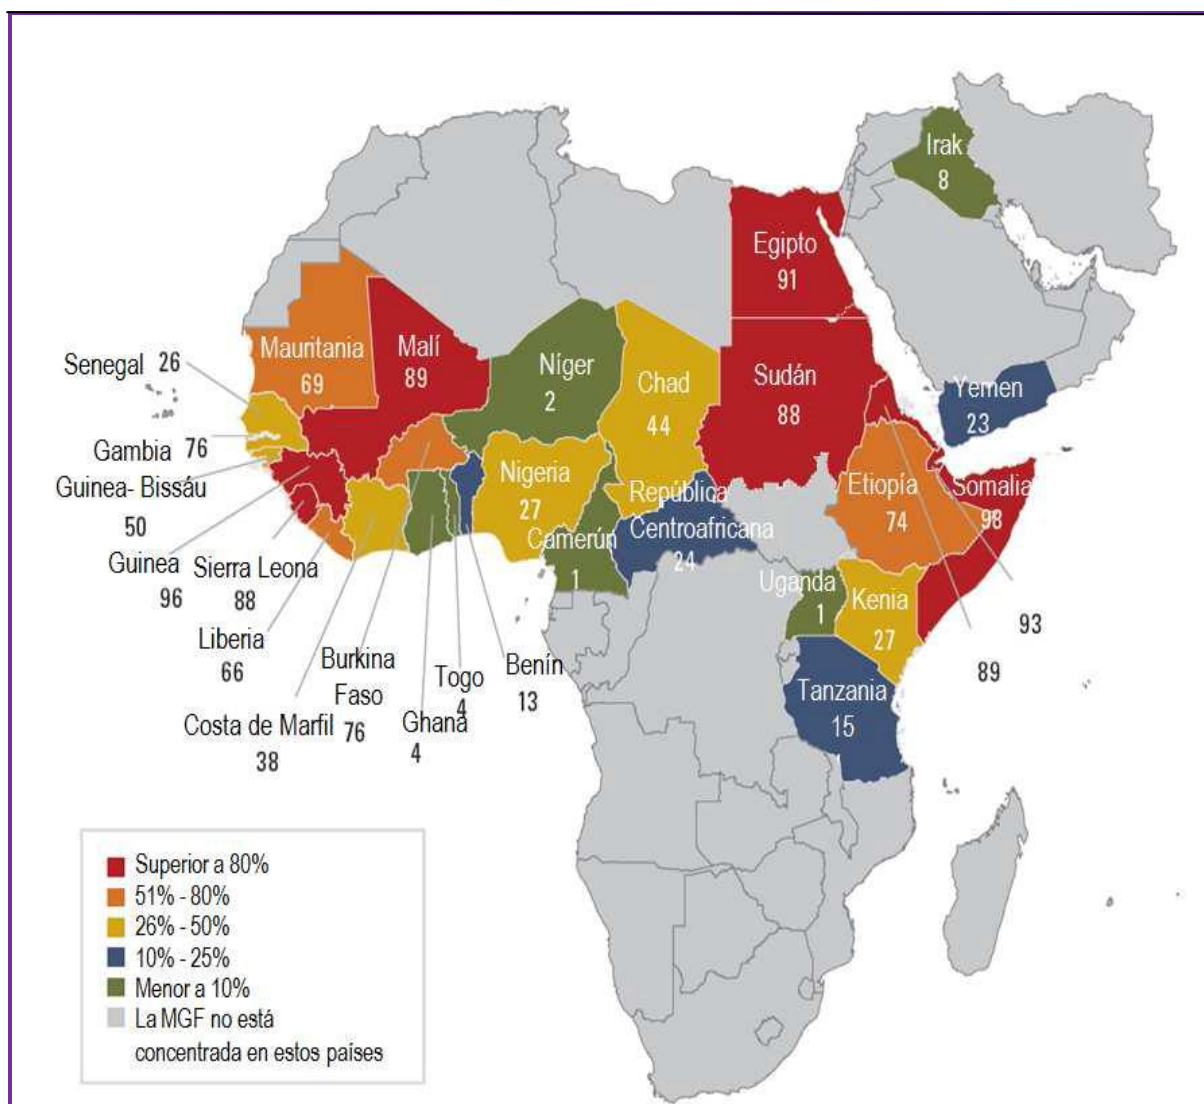 Irak
8
Egipto
91
Mauritania
69
Malí
89
Níger
2
Chad
44
Sudán
88
Yemen
23
Senegal 26
Gambia 76
Guinea- Bissáu
50
Guinea
96
Sierra Leona
88
Liberia
66
Costa de Marfil
38
Burkina
Faso
76
Ghana
4
Togo
4
Benín
13
Nigeria
27
Camerún
1
República
Centroafricana
24
Etiopía
74
Somalia
98
Uganda
1
Kenia
27
93
89
Tanzania
15
Superior a 80%
51% - 80%
26% - 50%
10% - 25%
Menor a 10%
La MGF no está
concentrada en estos países